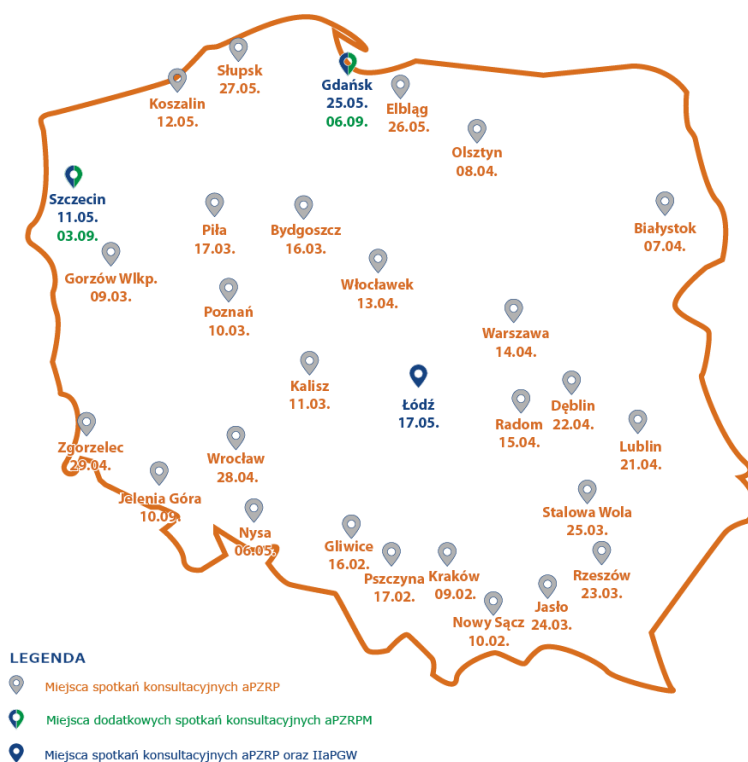 Słupsk
27.05.
Koszalin
12.05.
Gdańsk
25.05.
06.09.
Elbląg
26.05.
Olsztyn
08.04.
Szczecin
11.05.
03.09.
Piła
17.03.
Bydgoszcz
16.03.
Białystok
07.04.
Gorzów Wlkp.
09.03.
Włocławek
13.04.
Poznań
10.03.
Warszawa
14.04.
Kalisz
11.03.
Łódź
17.05.
Dęblin
22.04.
Radom
15.04.
Lublin
21.04.
Zgorzelec
29.04.
Wrocław
28.04.
Jelenia Góra
10.09.
Stalowa Wola
25.03.
Nysa
06.05.
Gliwice
16.02.
Pszczyna
17.02.
Kraków
09.02.
Rzeszów
23.03.
Jasło
24.03.
Nowy Sącz
10.02.
LEGENDA
Miejsca spotkań konsultacyjnych aPZRP
Miejsca dodatkowych spotkań konsultacyjnych aPZRPM
Miejsca spotkań konsultacyjnych aPZRP oraz IIaPGW